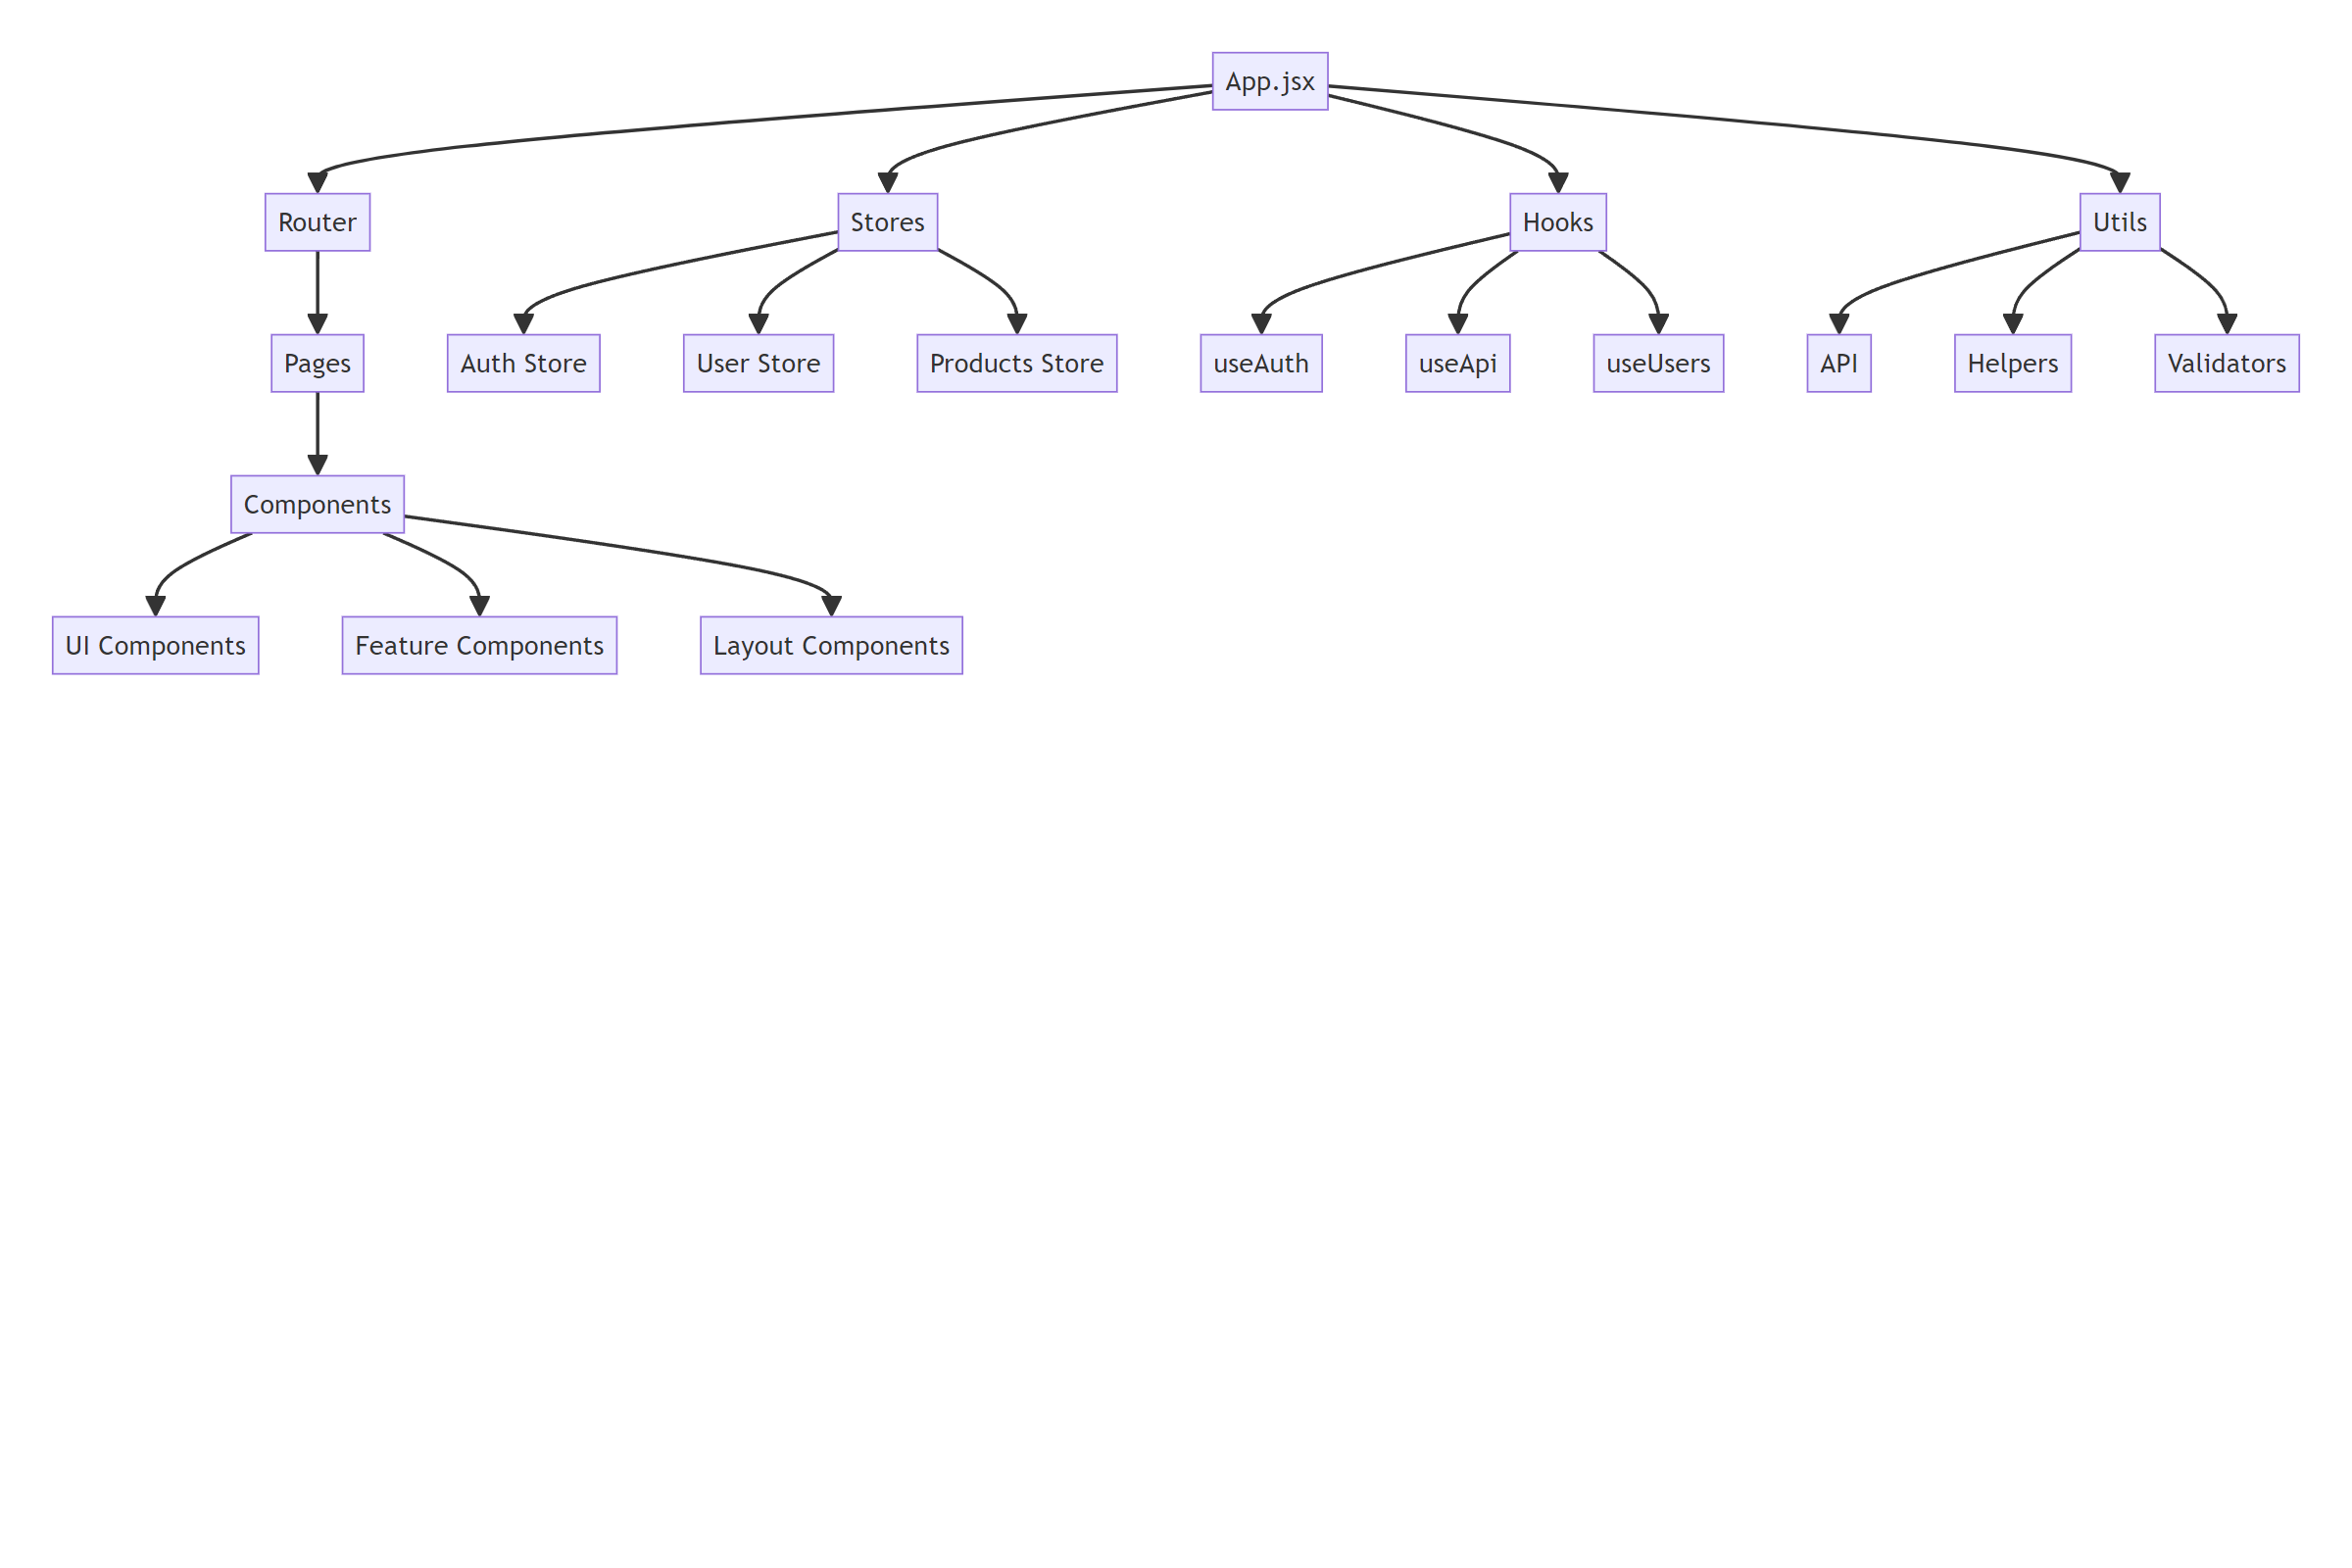 App.jsx
Router
Stores
Hooks
Utils
Pages
Auth Store
User Store
Products Store
useAuth
useApi
useUsers
API
Helpers
Validators
Components
UI Components
Feature Components
Layout Components